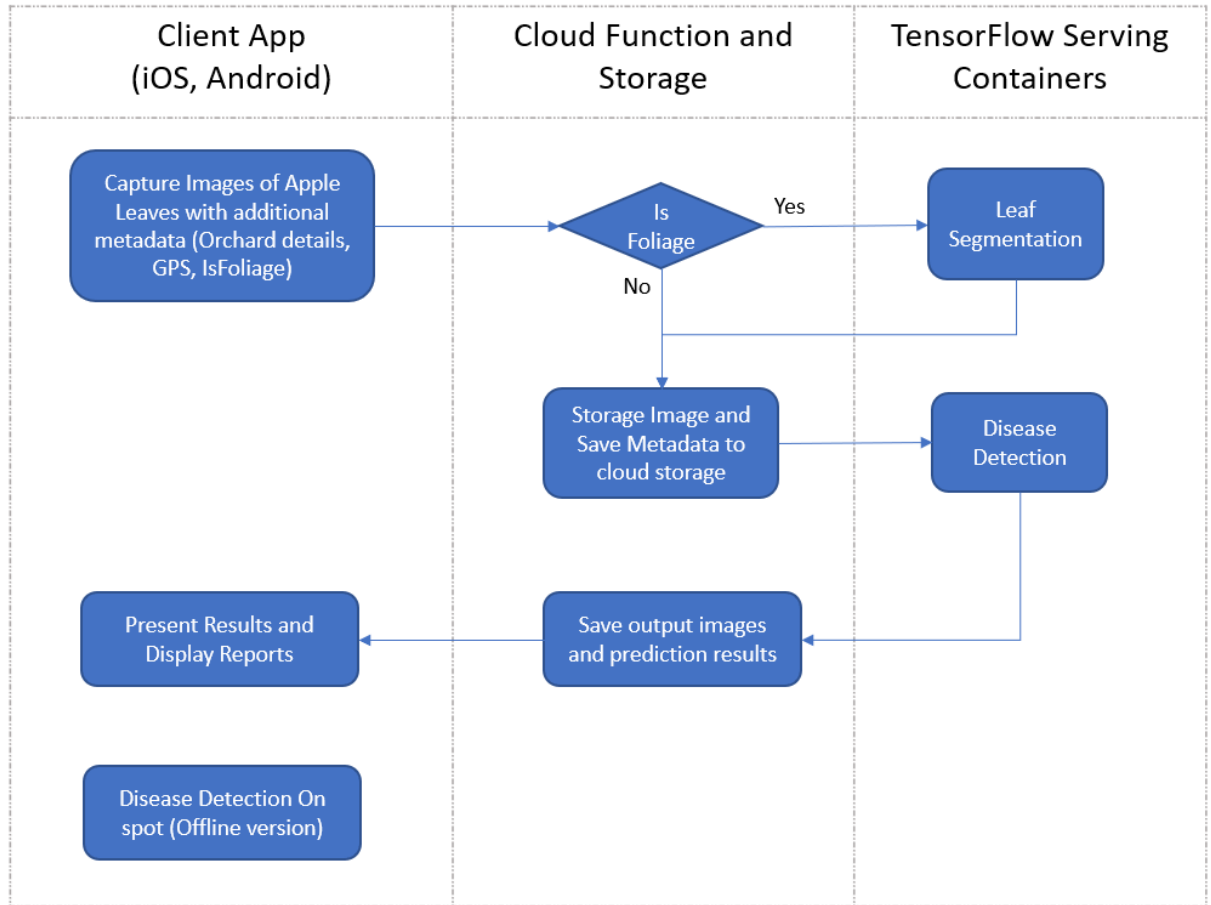 Client App
(iOS, Android)
Cloud Function and
Storage
TensorFlow Serving
Containers
Capture Images of Apple
Leaves with additional
metadata (Orchard details,
GPS, IsFoliage)
Is
Foliage
Yes
No
Leaf
Segmentation
Storage Image and
Save Metadata to
cloud storage
Disease
Detection
Present Results and
Display Reports
Save output images
and prediction results
Disease Detection On
spot (Offline version)